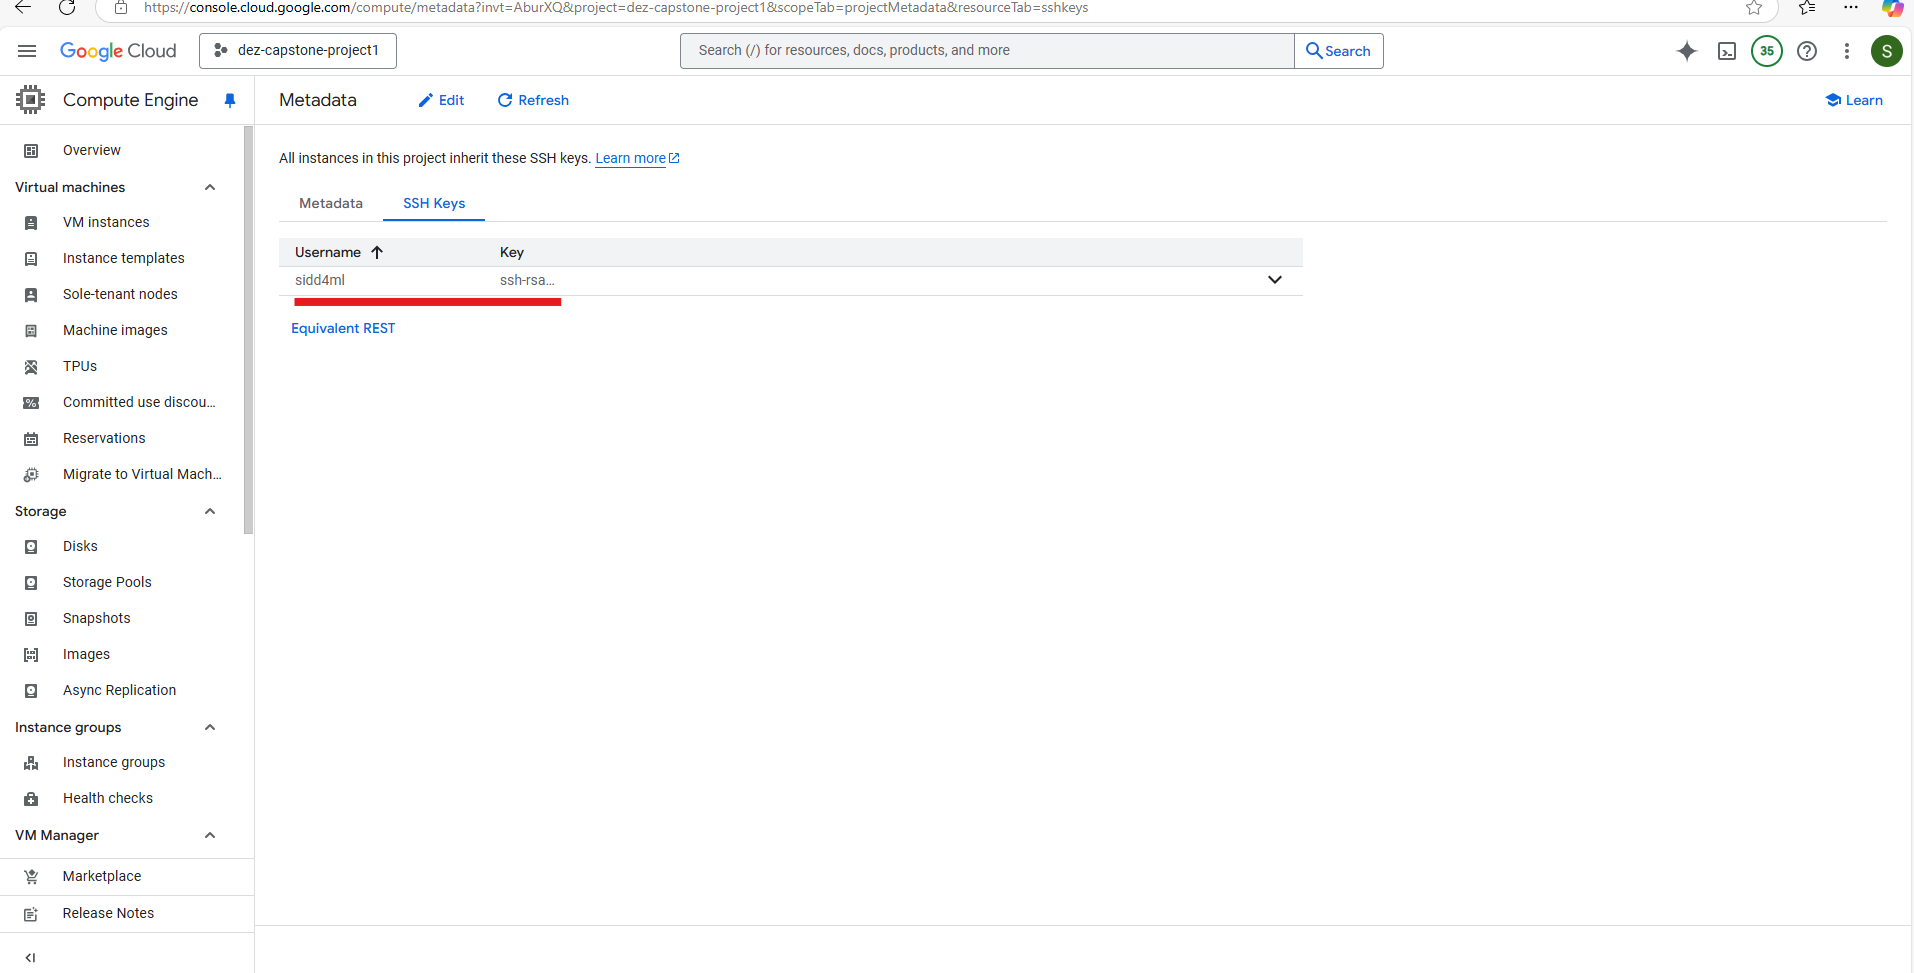 https://console.cloud.google.com/compute/metadata?invt=AburXQ&project=dez-capstone-project1&scopeTab=projectMetadata&resourceTab=sshkeys
Google Cloud
dez-capstone-project1
Search (/) for resources, docs, products, and more
Search
35
S
Compute Engine
Metadata
Edit
Refresh
Learn
Overview
Virtual machines
VM instances
Instance templates
Sole-tenant nodes
Machine images
TPUs
Committed use discou...
Reservations
Migrate to Virtual Mach...
Storage
Disks
Storage Pools
Snapshots
Images
Async Replication
Instance groups
Instance groups
Health checks
VM Manager
Marketplace
Release Notes
All instances in this project inherit these SSH keys. Learn more
Metadata
SSH Keys
Username Key
sidd4ml ssh-rsa...
Equivalent REST